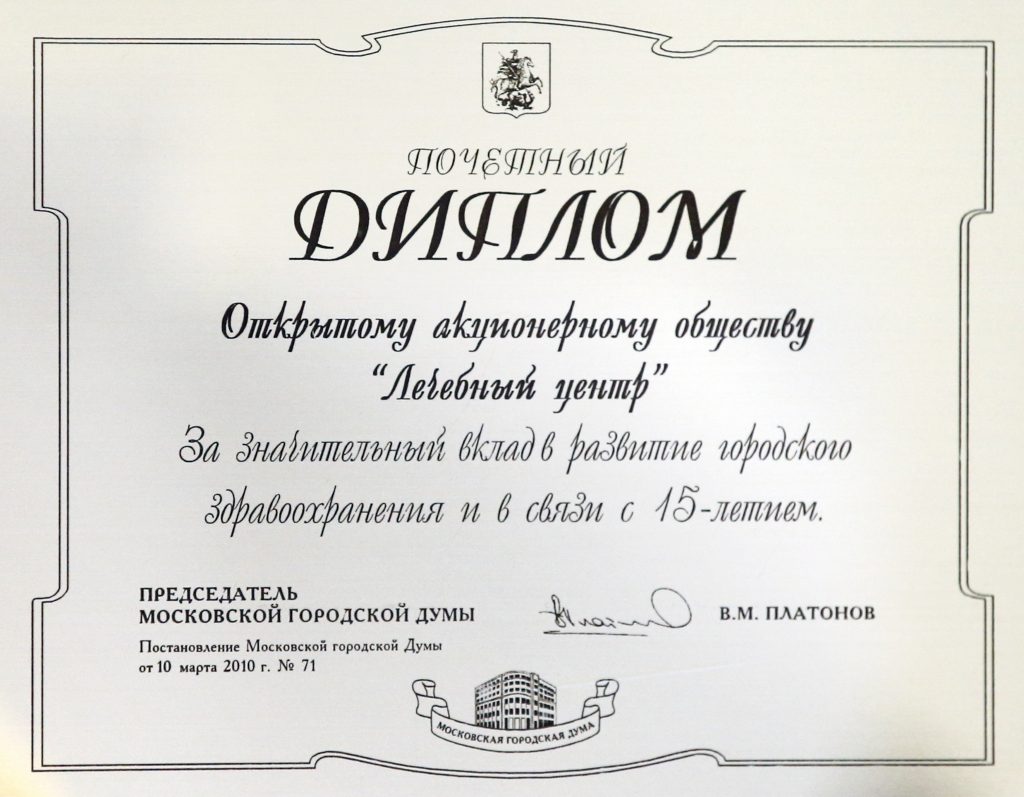 ПОЧЕТНЫЙ
ДИПЛОМ
Открытому акционерному обществу
“Лечебный центр”
За значительный вклад в развитие городского
здравоохранения и в связи с 15-летием.
ПРЕДСЕДАТЕЛЬ
МОСКОВСКОЙ ГОРОДСКОЙ ДУМЫ
В.М. ПЛАТОНОВ
Постановление Московской городской Думы
от 10 марта 2010 г. № 71
МОСКОВСКАЯ ГОРОДСКАЯ ДУМА